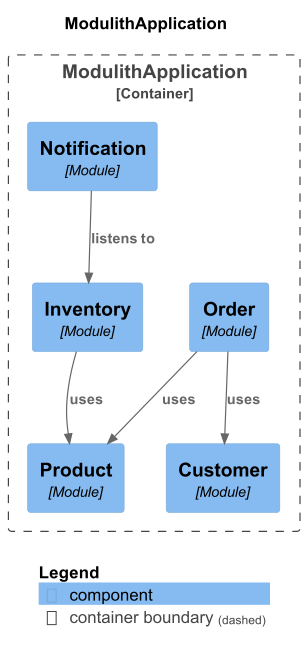 ModulithApplication
ModulithApplication
[Container]
Notification
[Module]
listens to
Inventory
[Module]
Order
[Module]
uses
uses
uses
Product
[Module]
Customer
[Module]
Legend
component
container boundary (dashed)